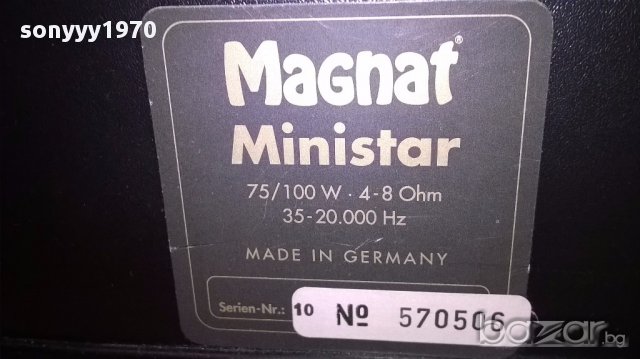 sonyyy1970
Magnat®
Ministar
75/100 W · 4-8 Ohm
35-20.000 Hz
MADE IN GERMANY
Serien-Nr.: 10 Nº 570506
bazar.bg